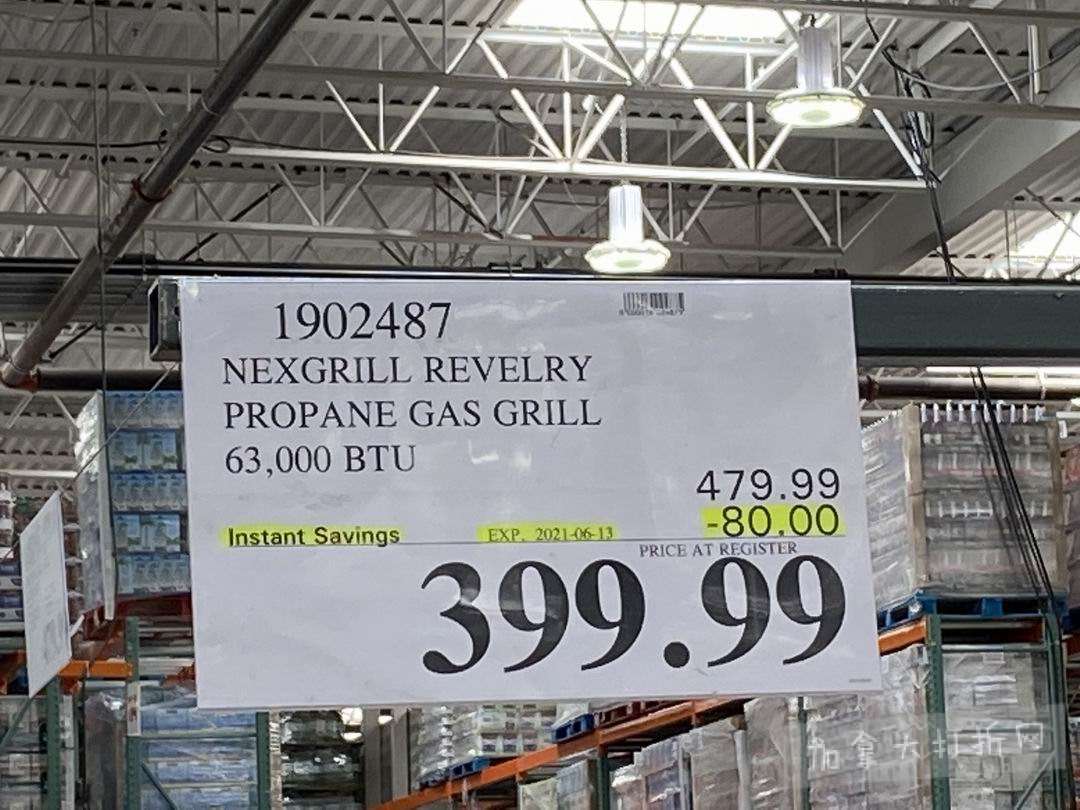 1902487
NEXGRILL REVELRY
PROPANE GAS GRILL
63,000 BTU
479.99
Instant Savings EXP. 2021-06-13 -80.00
PRICE AT REGISTER
399.99
加拿大打折网